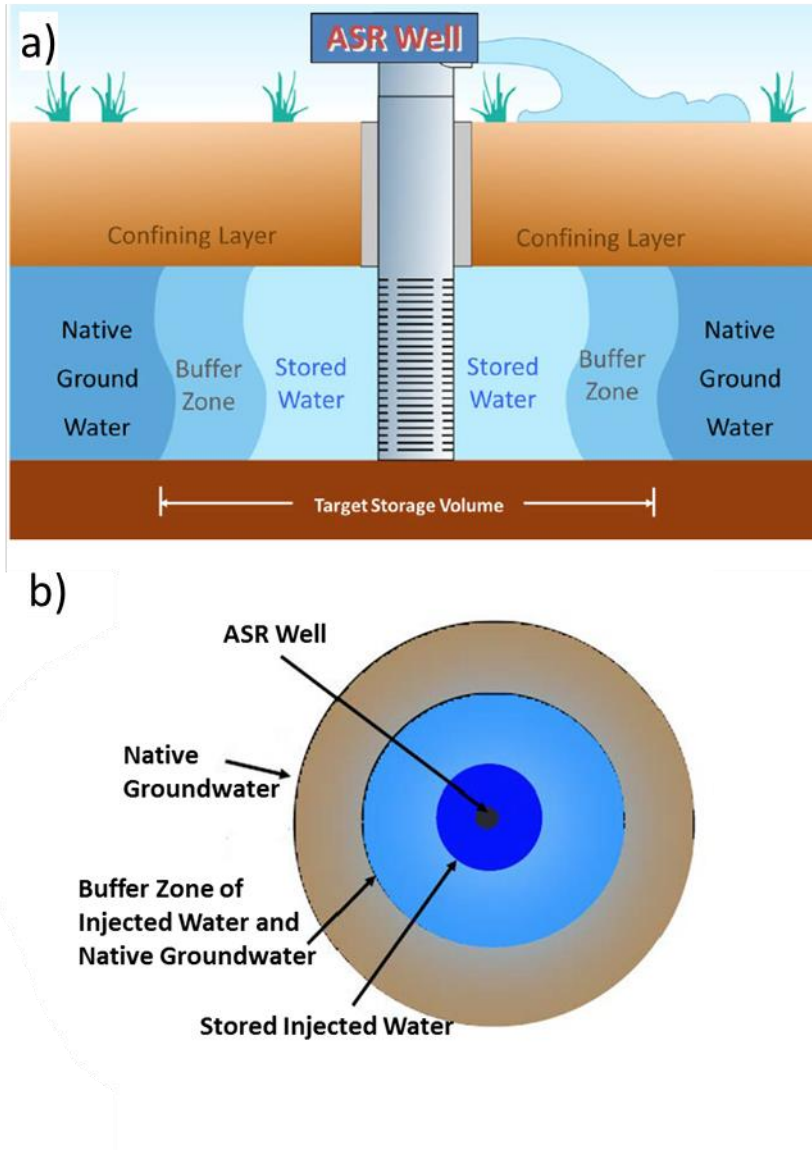 a)
ASR Well
Confining Layer
Confining Layer
Native
Ground
Water
Buffer
Zone
Stored
Water
Stored
Water
Buffer
Zone
Native
Ground
Water
Target Storage Volume
b)
ASR Well
Native
Groundwater
Buffer Zone of
Injected Water and
Native Groundwater
Stored Injected Water